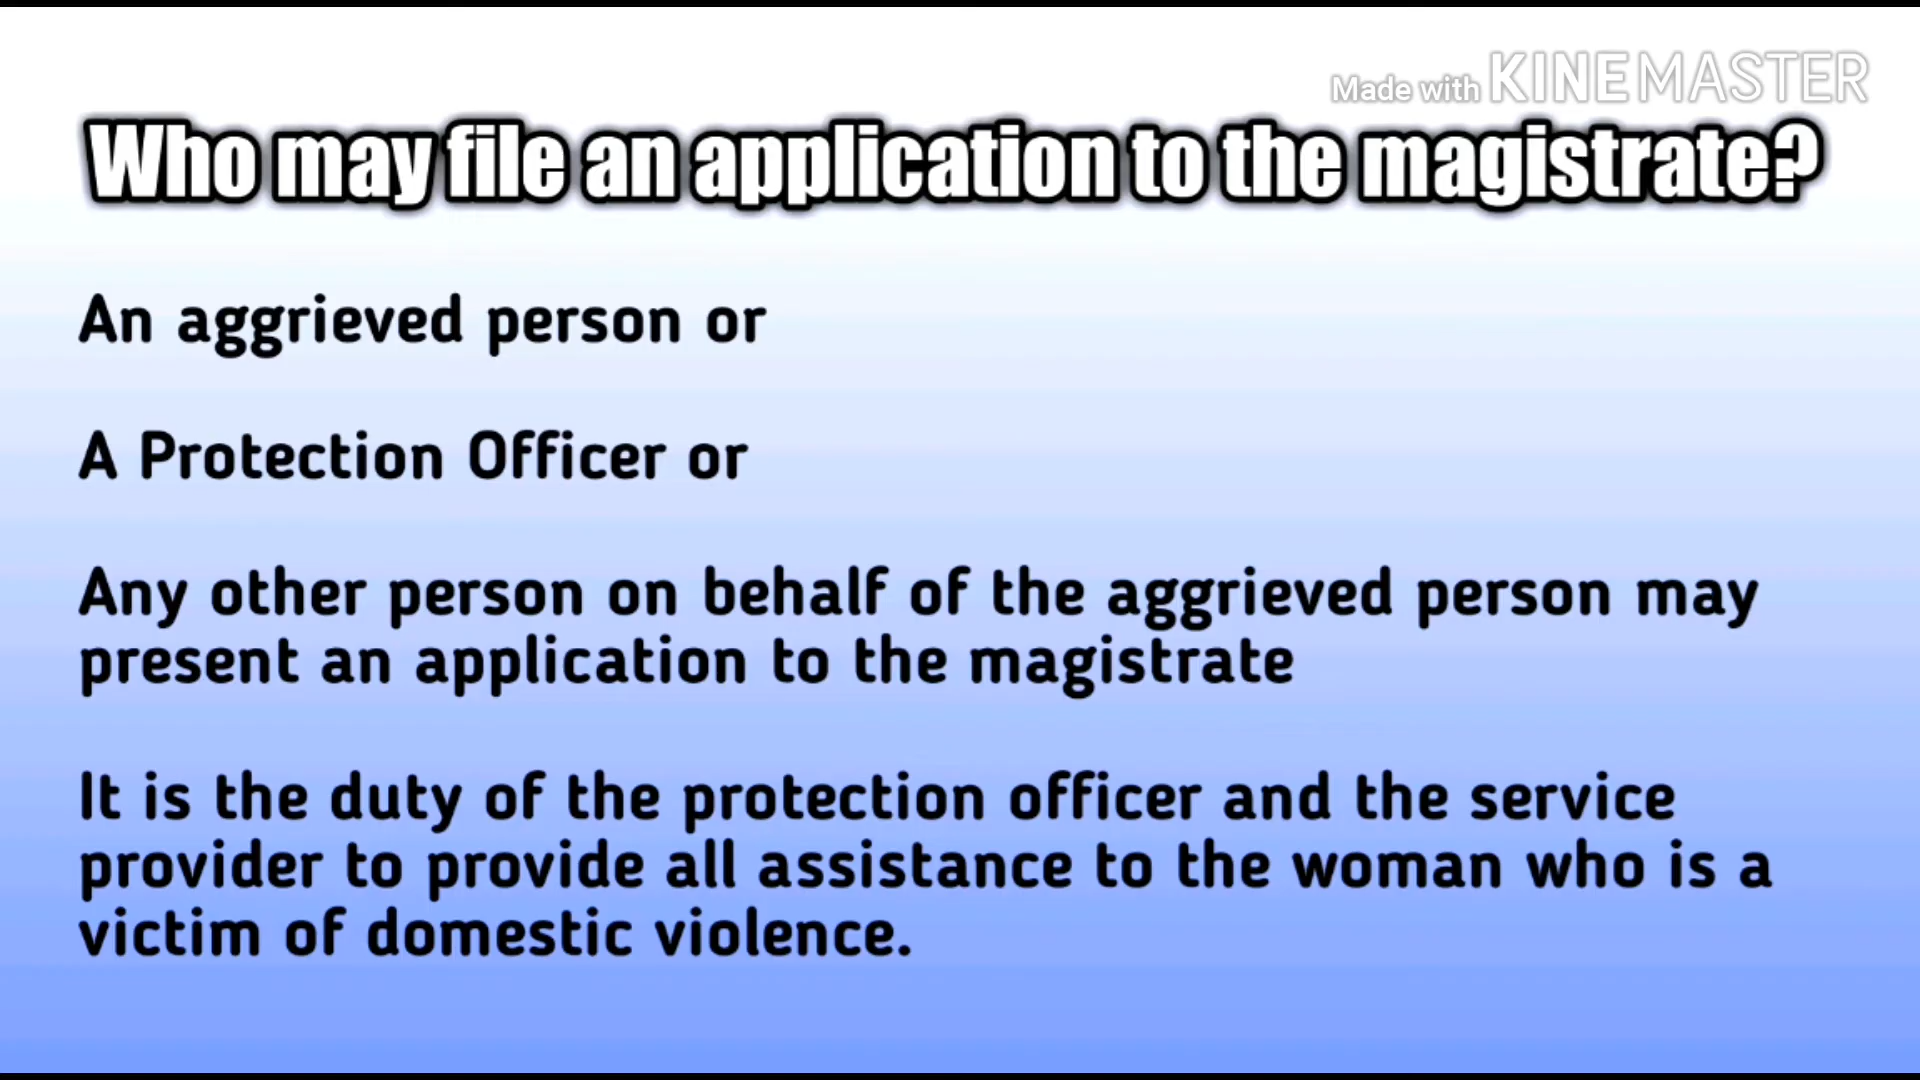 Made with KINEMASTER
Who may file an application to the magistrate?
An aggrieved person or
A Protection Officer or
Any other person on behalf of the aggrieved person may
present an application to the magistrate
It is the duty of the protection officer and the service
provider to provide all assistance to the woman who is a
victim of domestic violence.